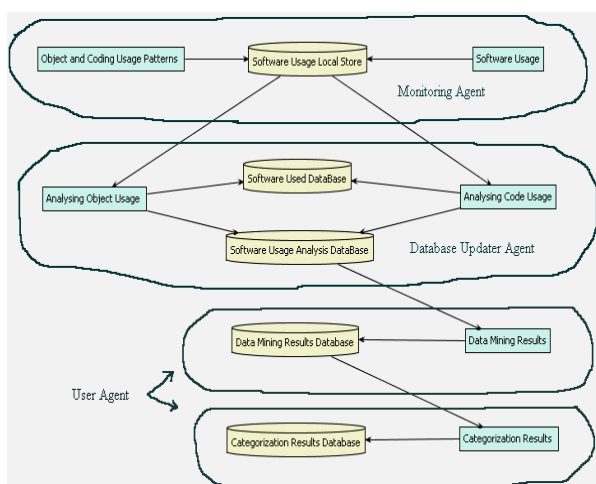 Object and Coding Usage Patterns
Software Usage Local Store
Software Usage
Monitoring Agent
Software Used DataBase
Analysing Object Usage
Analysing Code Usage
Software Usage Analysis DataBase
Database Updater Agent
Data Mining Results Database
Data Mining Results
User Agent
Categorization Results Database
Categorization Results